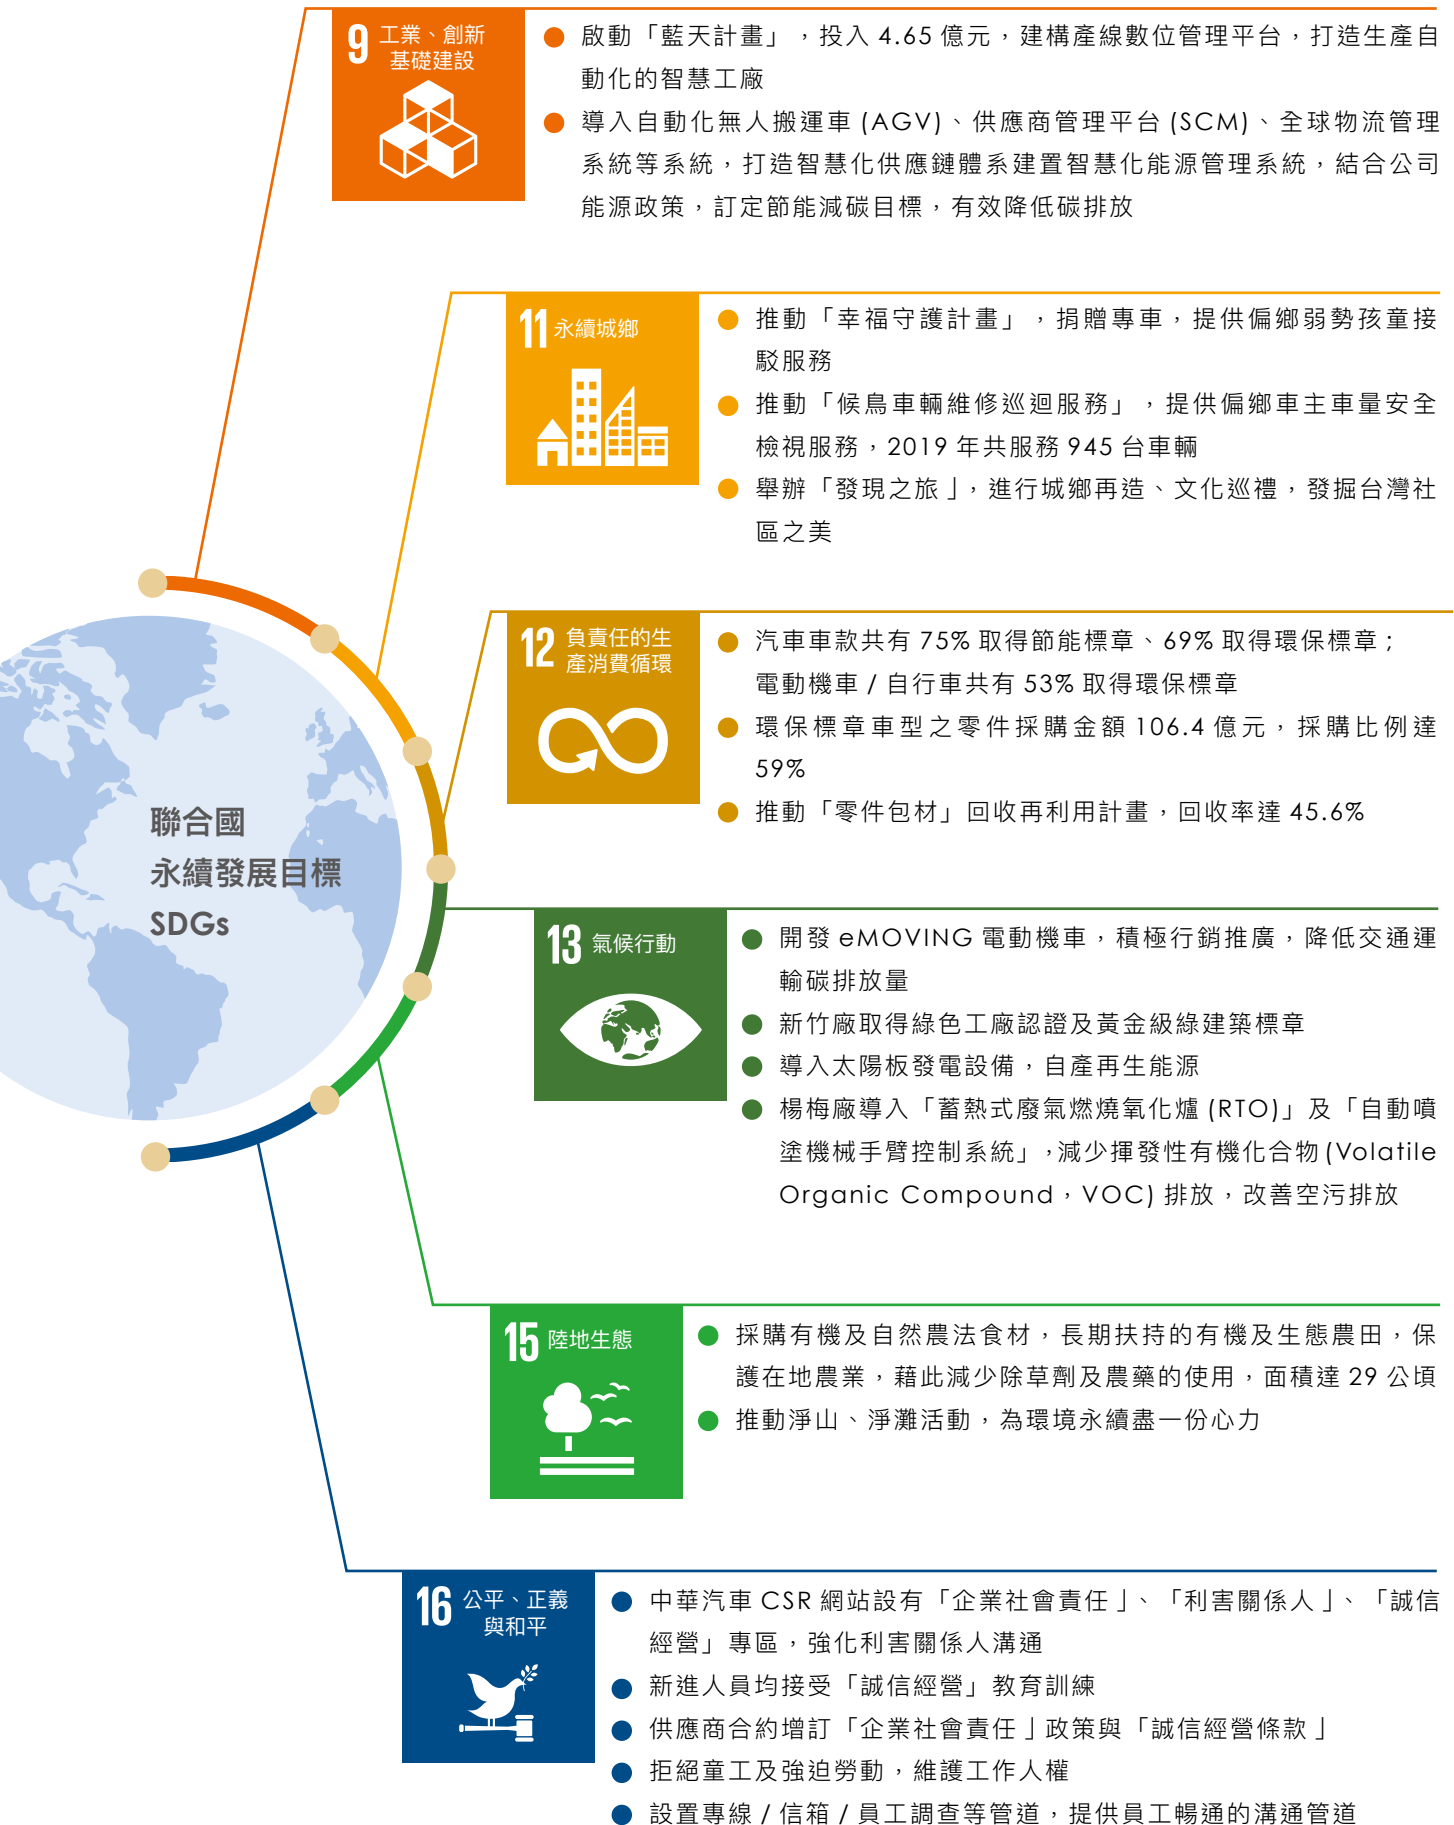 9 工業、創新
基礎建設
啟動「藍天計畫」，投入 4.65 億元，建構產線數位管理平台，打造生產自
動化的智慧工廠
導入自動化無人搬運車 (AGV)、供應商管理平台 (SCM)、全球物流管理
系統等系統，打造智慧化供應鏈體系建置智慧化能源管理系統，結合公司
能源政策，訂定節能減碳目標，有效降低碳排放
11 永續城鄉
推動「幸福守護計畫」，捐贈專車，提供偏鄉弱勢孩童接
駁服務
推動「候鳥車輛維修巡迴服務」，提供偏鄉車主車量安全
檢視服務，2019 年共服務 945 台車輛
舉辦「發現之旅」，進行城鄉再造、文化巡禮，發掘台灣社
區之美
12 負責任的生
產消費循環
汽車車款共有 75% 取得節能標章、69% 取得環保標章；
電動機車 / 自行車共有 53% 取得環保標章
環保標章車型之零件採購金額 106.4 億元，採購比例達
59%
推動「零件包材」回收再利用計畫，回收率達 45.6%
聯合國
永續發展目標
SDGs
13 氣候行動
開發 eMOVING 電動機車，積極行銷推廣，降低交通運
輸碳排放量
新竹廠取得綠色工廠認證及黃金級綠建築標章
導入太陽板發電設備，自產再生能源
楊梅廠導入「蓄熱式廢氣燃燒氧化爐 (RTO)」及「自動噴
塗機械手臂控制系統」，減少揮發性有機化合物 (Volatile
Organic Compound，VOC) 排放，改善空污排放
15 陸地生態
採購有機及自然農法食材，長期扶持的有機及生態農田，保
護在地農業，藉此減少除草劑及農藥的使用，面積達 29 公頃
推動淨山、淨灘活動，為環境永續盡一份心力
16 公平、正義
與和平
中華汽車 CSR 網站設有「企業社會責任」、「利害關係人」、「誠信
經營」專區，強化利害關係人溝通
新進人員均接受「誠信經營」教育訓練
供應商合約增訂「企業社會責任」政策與「誠信經營條款」
拒絕童工及強迫勞動，維護工作人權
設置專線 / 信箱 / 員工調查等管道，提供員工暢通的溝通管道